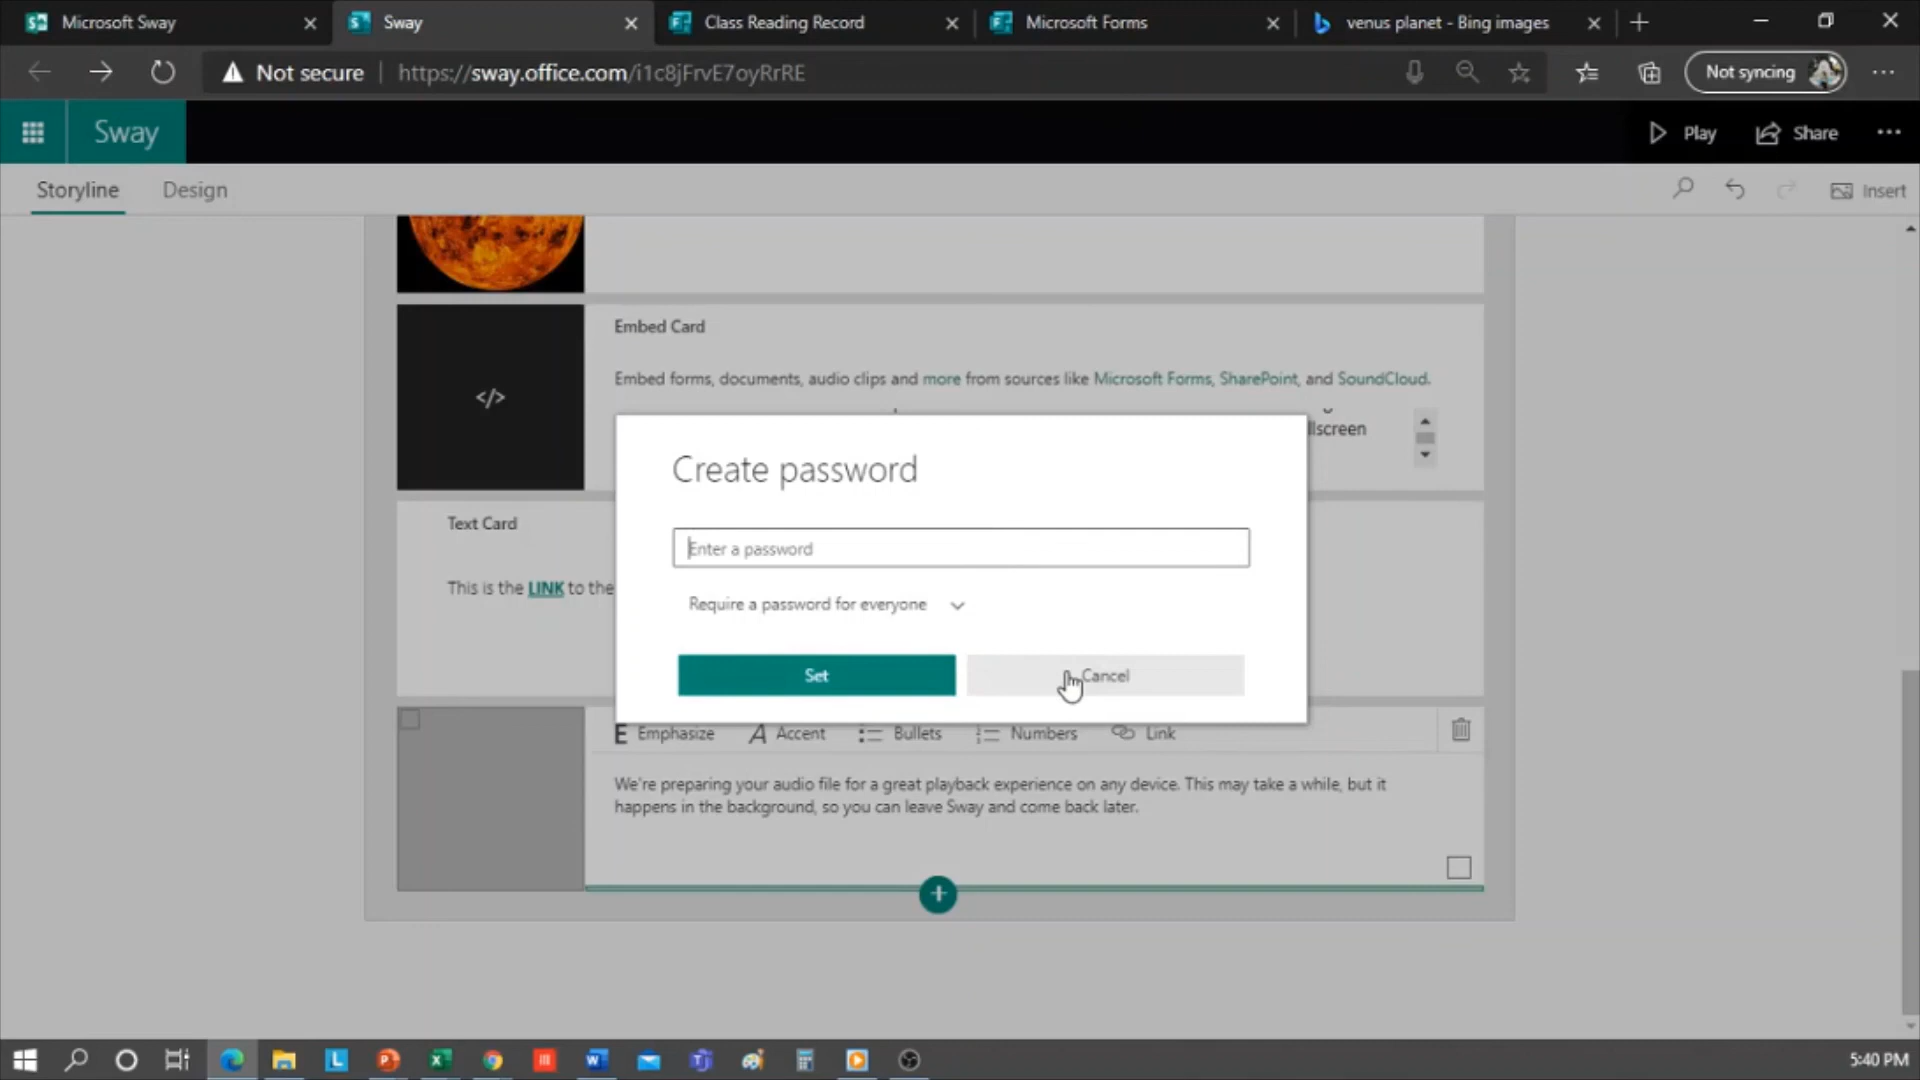 Microsoft Sway
Sway
Class Reading Record
Microsoft Forms
venus planet - Bing images
Not secure
https://sway.office.com/i1c8jFrvE7oyRrRE
Not syncing
Sway
Play
Share
Storyline
Design
Insert
Embed Card
Embed forms, documents, audio clips and more from sources like Microsoft Forms, SharePoint, and SoundCloud.
llscreen
Create password
Enter a password
Require a password for everyone
Set
Cancel
Text Card
This is the LINK to the
E Emphasize
A Accent
Bullets
Numbers
Link
We're preparing your audio file for a great playback experience on any device. This may take a while, but it
happens in the background, so you can leave Sway and come back later.
5:40 PM